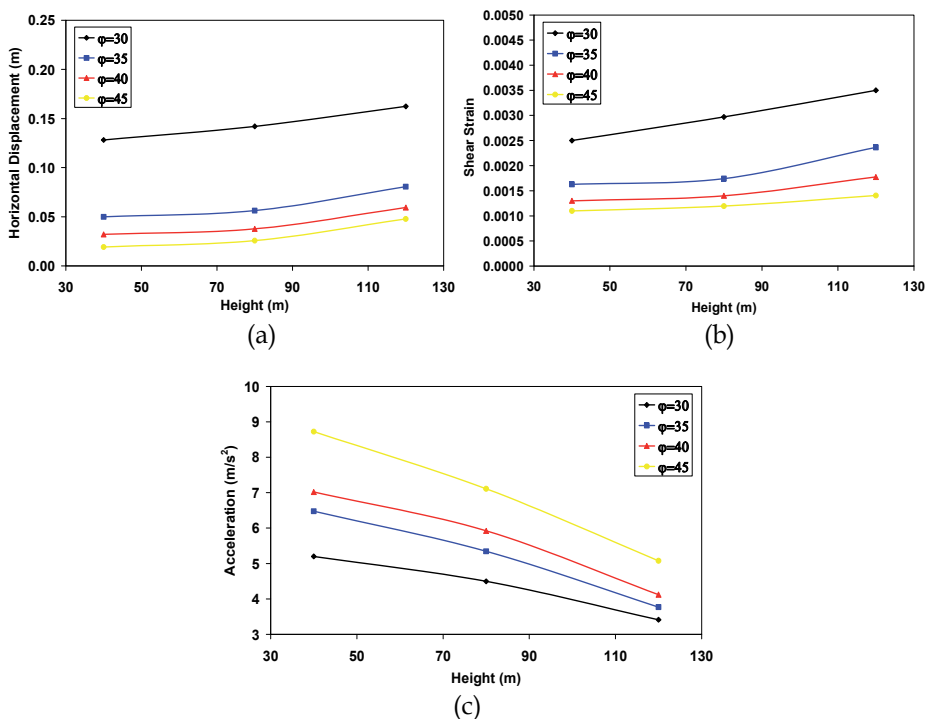 0.25
0.20
0.15
0.10
0.05
0.00
Horizontal Displacement (m)
φ=30
φ=35
φ=40
φ=45
30 50 70 90 110 130
Height (m)
(a)
0.0050
0.0045
0.0040
0.0035
0.0030
0.0025
0.0020
0.0015
0.0010
0.0005
0.0000
Shear Strain
φ=30
φ=35
φ=40
φ=45
30 50 70 90 110 130
Height (m)
(b)
10
9
8
7
6
5
4
3
Acceleration (m/s²)
φ=30
φ=35
φ=40
φ=45
30 50 70 90 110 130
Height (m)
(c)